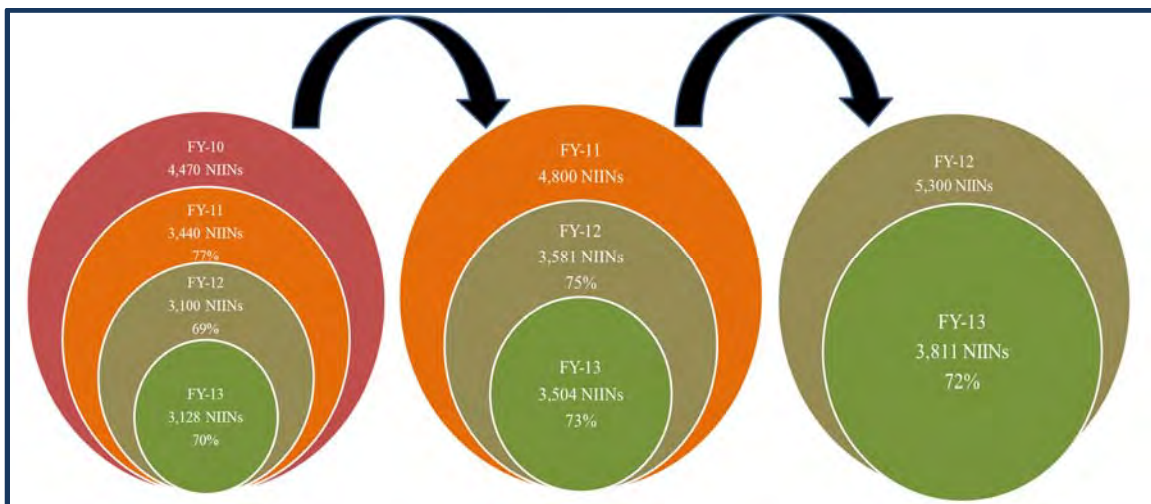 FY-10
4,470 NIINs
FY-11
3,440 NIINs
77%
FY-12
3,100 NIINs
69%
FY-13
3,128 NIINs
70%
FY-11
4,800 NIINs
FY-12
3,581 NIINs
75%
FY-13
3,504 NIINs
73%
FY-12
5,300 NIINs
FY-13
3,811 NIINs
72%